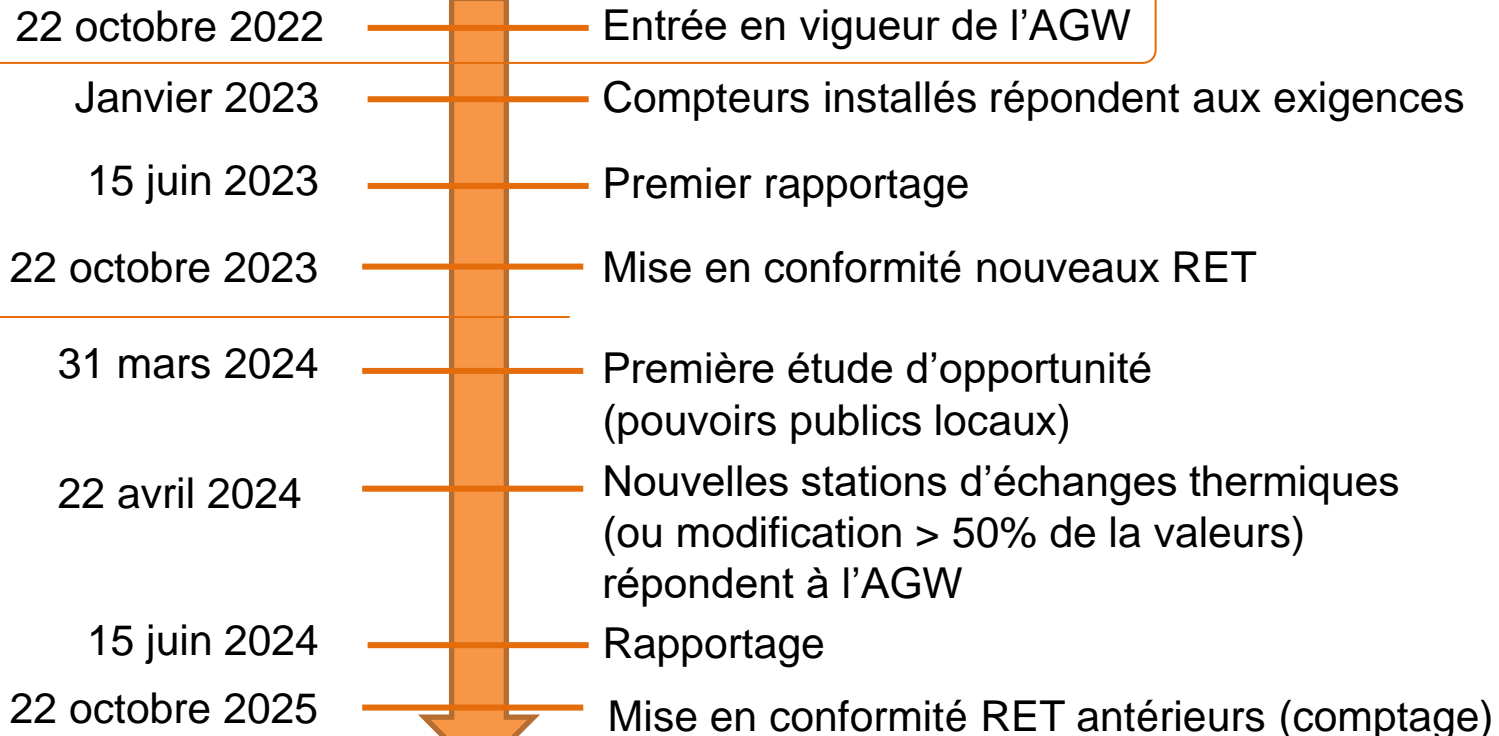 22 octobre 2022 Entrée en vigueur de l’AGW
Janvier 2023 Compteurs installés répondent aux exigences
15 juin 2023 Premier rapportage
22 octobre 2023 Mise en conformité nouveaux RET
31 mars 2024 Première étude d’opportunité
(pouvoirs publics locaux)
22 avril 2024 Nouvelles stations d’échanges thermiques
(ou modification > 50% de la valeurs)
répondent à l’AGW
15 juin 2024 Rapportage
22 octobre 2025 Mise en conformité RET antérieurs (comptage)